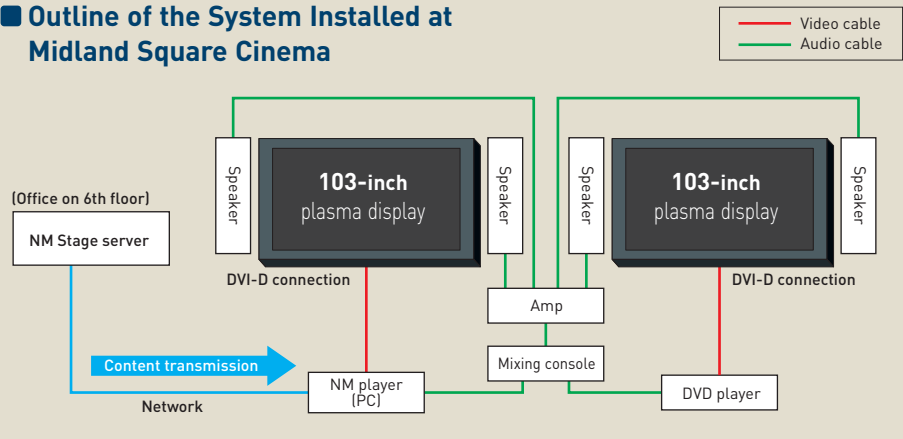 Outline of the System Installed at
Midland Square Cinema
Video cable
Audio cable
(Office on 6th floor)
NM Stage server
Speaker
103-inch
plasma display
Speaker
Speaker
103-inch
plasma display
Speaker
DVI-D connection
DVI-D connection
Amp
Mixing console
Content transmission
Network
NM player
(PC)
DVD player